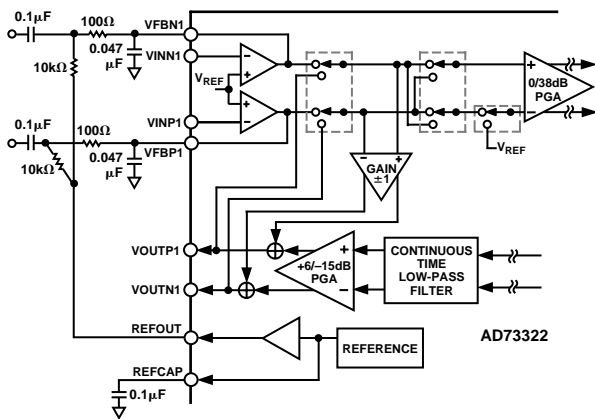 0.1µF
100Ω
VFBN1
0.047
µF
VINN1
10kΩ
VREF
0/38dB
PGA
0.1µF
100Ω
VINP1
VFBP1
10kΩ
0.047
µF
VREF
GAIN
±1
VOUTP1
+6/–15dB
PGA
CONTINUOUS
TIME
LOW-PASS
FILTER
VOUTN1
REFOUT
REFERENCE
AD73322
REFCAP
0.1µF